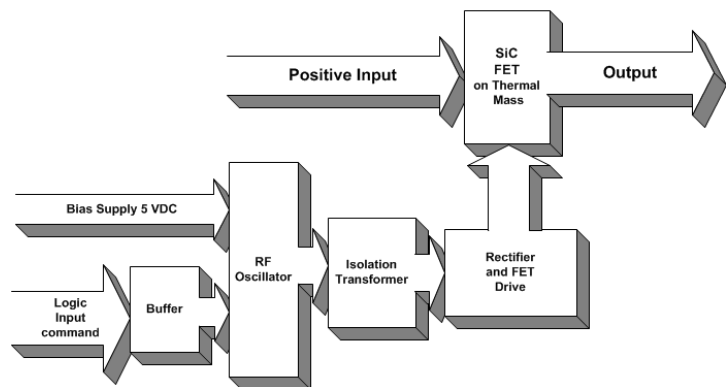 SiC
FET
on Thermal
Mass
Positive Input
Output
Bias Supply 5 VDC
RF
Oscillator
Isolation
Transformer
Rectifier
and FET
Drive
Logic
Input
command
Buffer